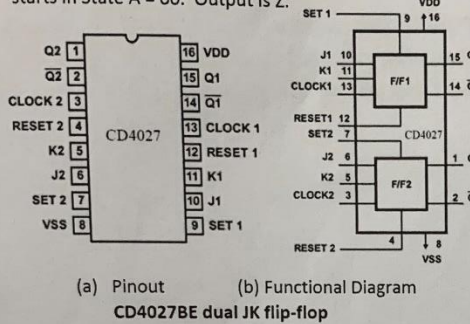 starts in State A = 00. Output is Z.
Q2 1
Q2 2
CLOCK 2 3
RESET 2 4
K2 5
J2 6
SET 2 7
VSS 8
CD4027
16 VDD
15 Q1
14 Q1
13 CLOCK 1
12 RESET 1
11 K1
10 J1
9 SET 1
VDD
SET 1 9 16
J1 10
K1 11
CLOCK1 13
F/F1
15
14
RESET1 12
SET2 7
CD4027
J2 6
K2 5
CLOCK2 3
F/F2
1
2
RESET 2 4
8
VSS
(a) Pinout (b) Functional Diagram
CD4027BE dual JK flip-flop